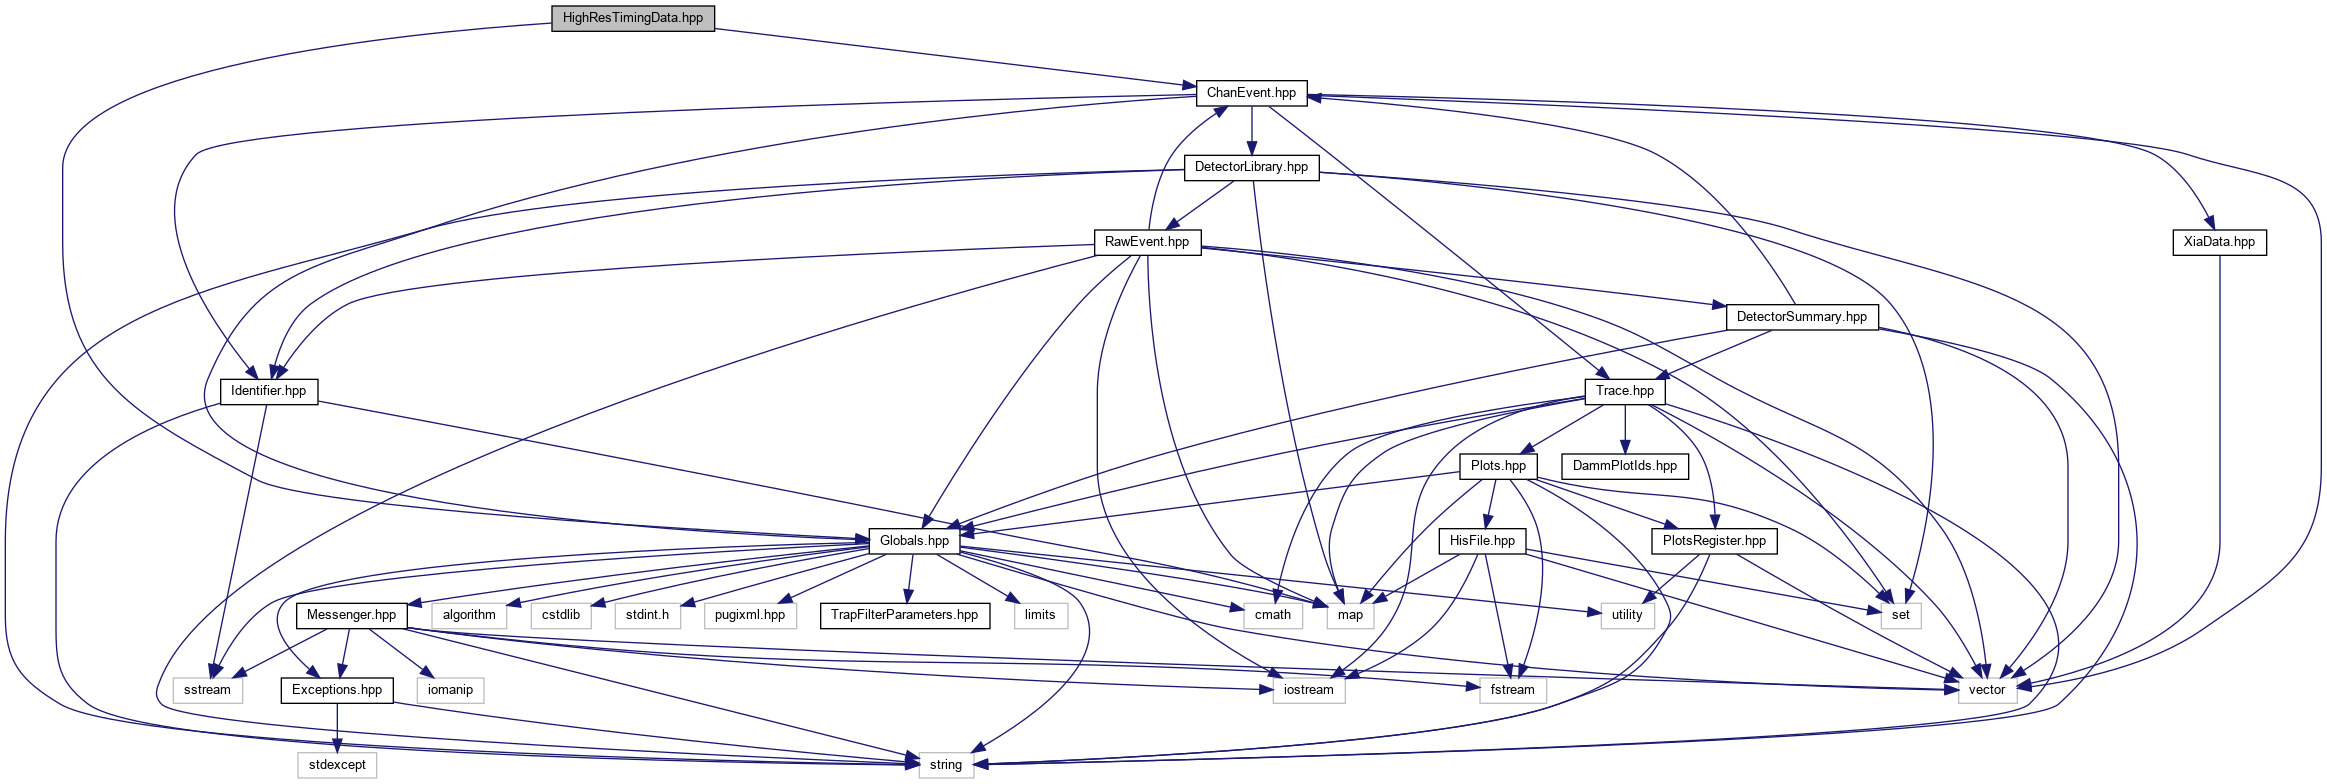 HighResTimingData.hpp
ChanEvent.hpp
DetectorLibrary.hpp
RawEvent.hpp
XiaData.hpp
DetectorSummary.hpp
Identifier.hpp
Trace.hpp
Plots.hpp
DammPlotIds.hpp
Globals.hpp
HisFile.hpp
PlotsRegister.hpp
Messenger.hpp
algorithm
cstdlib
stdint.h
pugixml.hpp
TrapFilterParameters.hpp
limits
cmath
map
utility
set
sstream
Exceptions.hpp
iomanip
iostream
fstream
vector
stdexcept
string